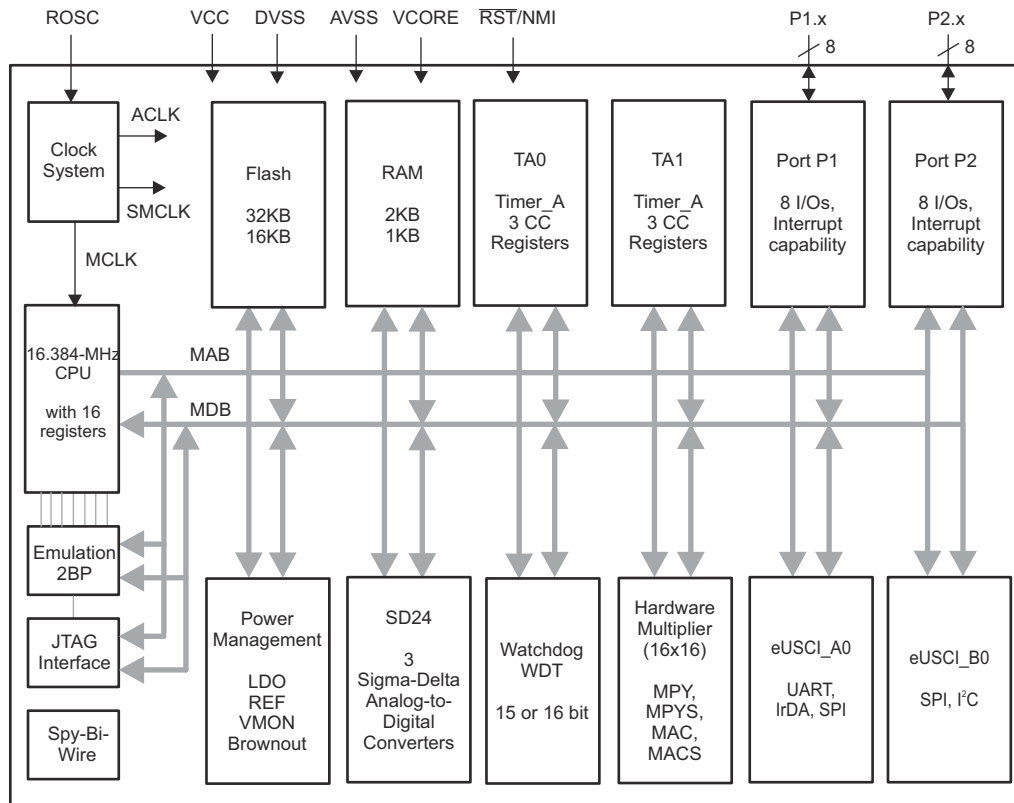 ROSC
VCC
DVSS
AVSS
VCORE
RST/NMI
P1.x
8
P2.x
8
Clock
System
ACLK
SMCLK
MCLK
Flash
32KB
16KB
RAM
2KB
1KB
TA0
Timer_A
3 CC
Registers
TA1
Timer_A
3 CC
Registers
Port P1
8 I/Os,
Interrupt
capability
Port P2
8 I/Os,
Interrupt
capability
16.384-MHz
CPU
with 16
registers
MAB
MDB
Emulation
2BP
JTAG
Interface
Spy-Bi-
Wire
Power
Management
LDO
REF
VMON
Brownout
SD24
3
Sigma-Delta
Analog-to-
Digital
Converters
Watchdog
WDT
15 or 16 bit
Hardware
Multiplier
(16x16)
MPY,
MPYS,
MAC,
MACS
eUSCI_A0
UART,
IrDA, SPI
eUSCI_B0
SPI, I²C